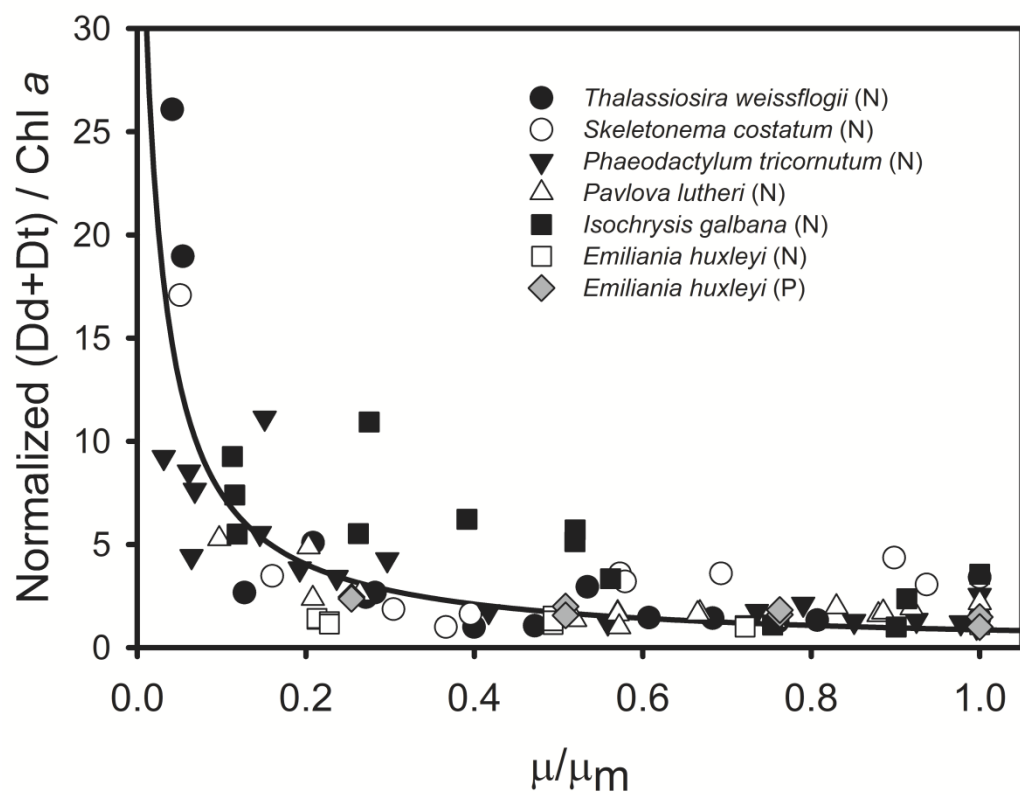 Normalized (Dd+Dt) / Chl a
30
25
20
15
10
5
0
Thalassiosira weissflogii (N)
Skeletonema costatum (N)
Phaeodactylum tricornutum (N)
Pavlova lutheri (N)
Isochrysis galbana (N)
Emiliania huxleyi (N)
Emiliania huxleyi (P)
0.0 0.2 0.4 0.6 0.8 1.0
μ/μm